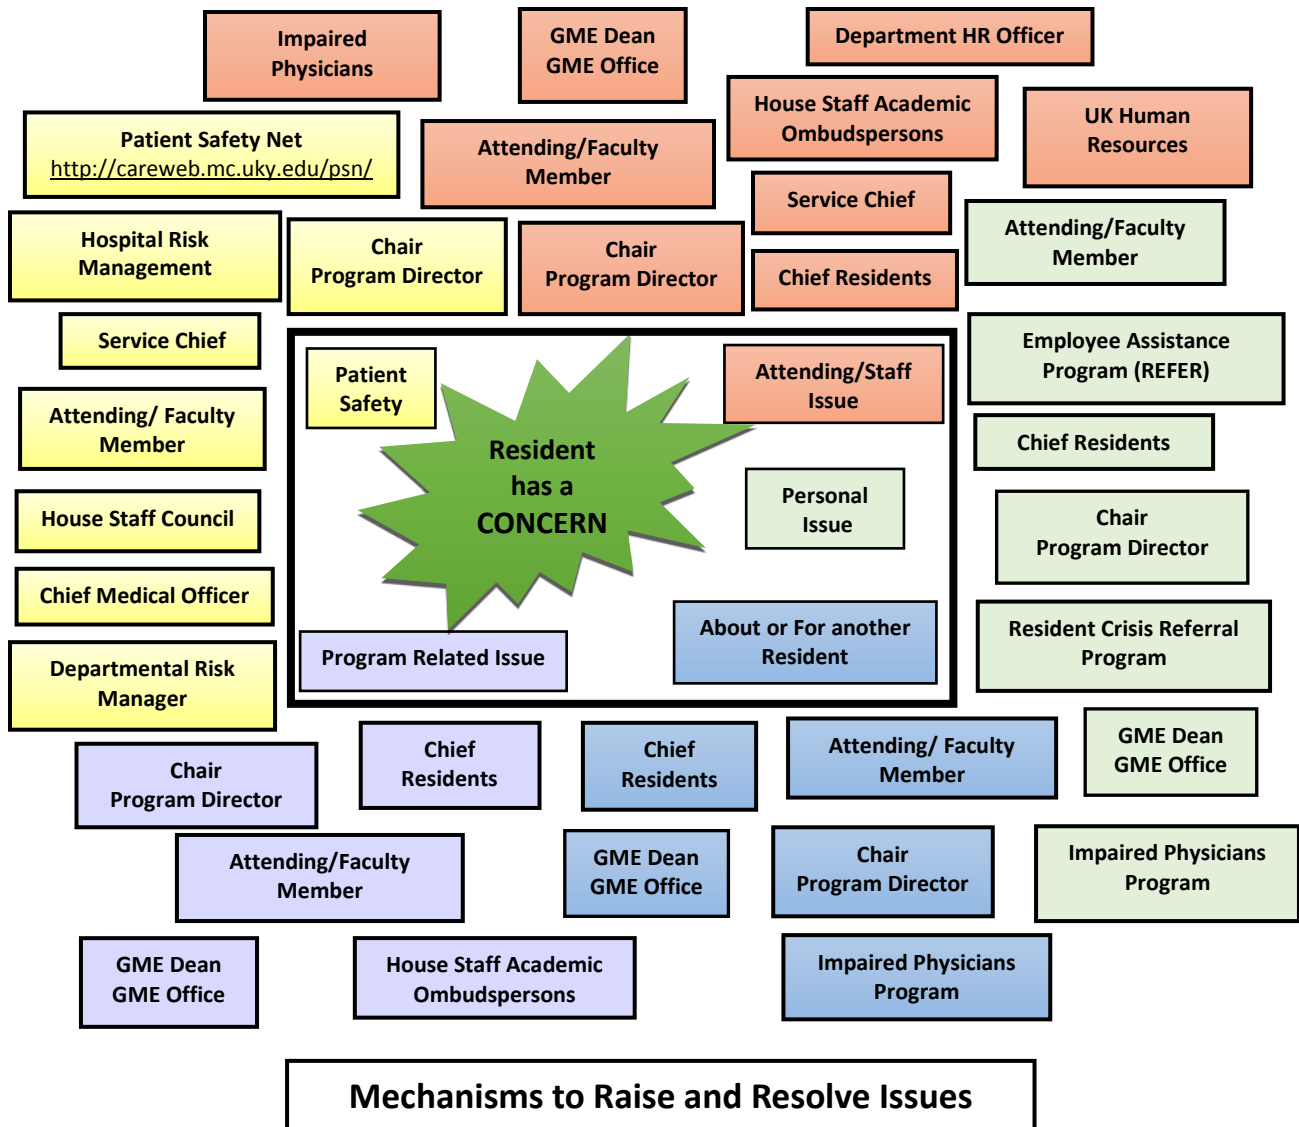 Impaired
Physicians
GME Dean
GME Office
Department HR Officer
House Staff Academic
Ombudspersons
UK Human
Resources
Patient Safety Net
http://careweb.mc.uky.edu/psn/
Attending/Faculty
Member
Service Chief
Attending/Faculty
Member
Hospital Risk
Management
Chair
Program Director
Chair
Program Director
Chief Residents
Service Chief
Employee Assistance
Program (REFER)
Patient
Safety
Attending/Staff
Issue
Attending/ Faculty
Member
Chief Residents
Resident
has a
CONCERN
Personal
Issue
House Staff Council
Chair
Program Director
Chief Medical Officer
About or For another
Resident
Resident Crisis Referral
Program
Program Related Issue
Departmental Risk
Manager
Chair
Program Director
Chief
Residents
Chief
Residents
Attending/ Faculty
Member
GME Dean
GME Office
Attending/Faculty
Member
GME Dean
GME Office
Chair
Program Director
Impaired Physicians
Program
GME Dean
GME Office
House Staff Academic
Ombudspersons
Impaired Physicians
Program
Mechanisms to Raise and Resolve Issues